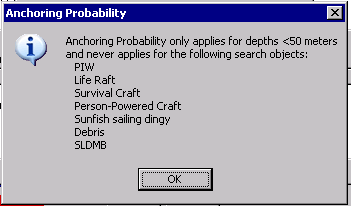 Anchoring Probability
Anchoring Probability only applies for depths <50 meters
and never applies for the following search objects:
PIW
Life Raft
Survival Craft
Person-Powered Craft
Sunfish sailing dingy
Debris
SLDMB
OK